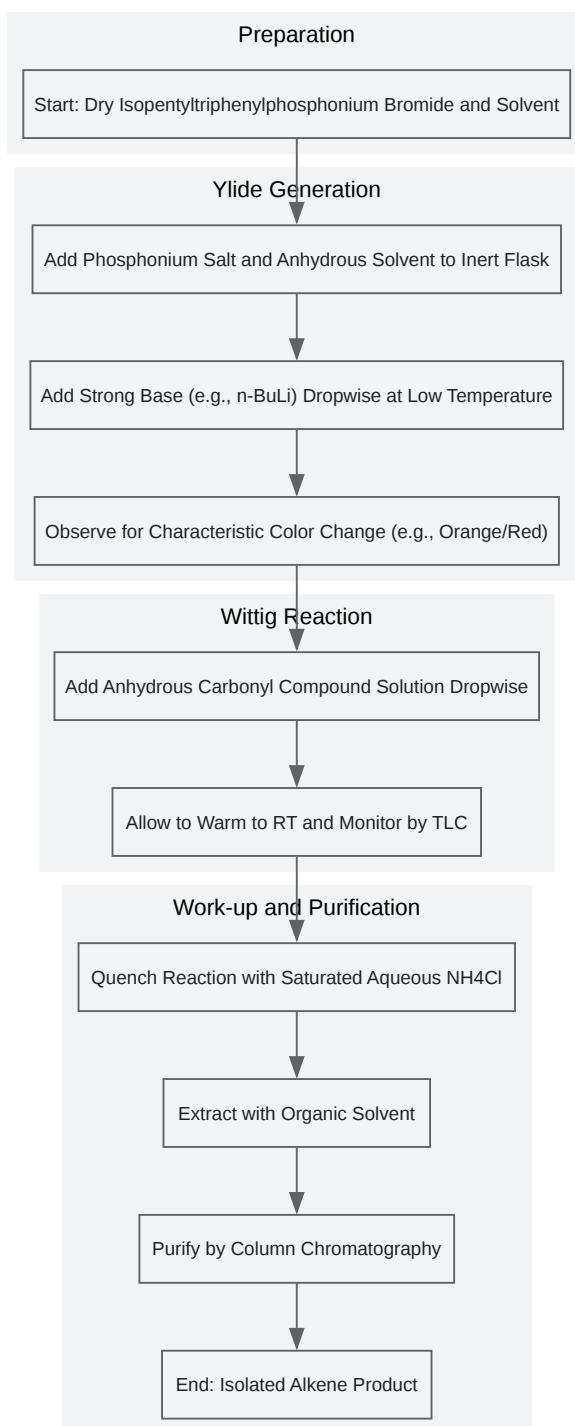 Preparation
Start: Dry Isopentyltriphenylphosphonium Bromide and Solvent
Ylide Generation
Add Phosphonium Salt and Anhydrous Solvent to Inert Flask
Add Strong Base (e.g., n-BuLi) Dropwise at Low Temperature
Observe for Characteristic Color Change (e.g., Orange/Red)
Wittig Reaction
Add Anhydrous Carbonyl Compound Solution Dropwise
Allow to Warm to RT and Monitor by TLC
Work-up and Purification
Quench Reaction with Saturated Aqueous NH4Cl
Extract with Organic Solvent
Purify by Column Chromatography
End: Isolated Alkene Product